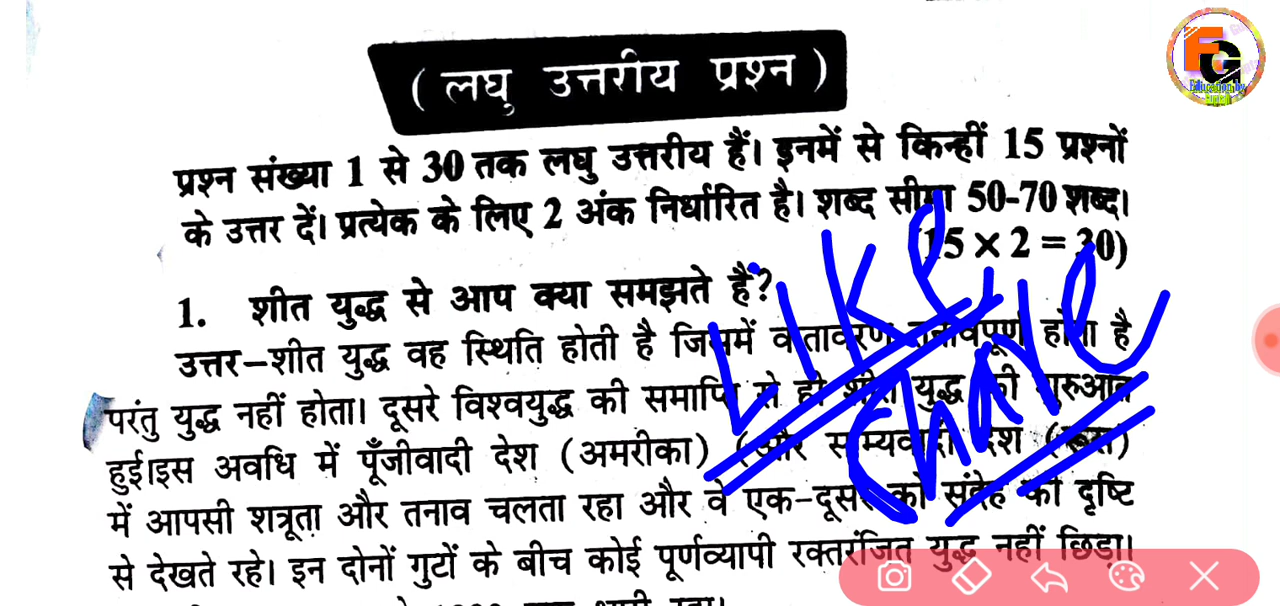 FG
Education by
( लघु उत्तरीय प्रश्न )
प्रश्न संख्या 1 से 30 तक लघु उत्तरीय हैं। इनमें से किन्हीं 15 प्रश्नों
के उत्तर दें। प्रत्येक के लिए 2 अंक निर्धारित है। शब्द सीमा 50-70 शब्द।
(15 × 2 = 30)
1. शीत युद्ध से आप क्या समझते हैं?
उत्तर–शीत युद्ध वह स्थिति होती है जिसमें वातावरण तनावपूर्ण होता है
परंतु युद्ध नहीं होता। दूसरे विश्वयुद्ध की समाप्ति से ही शीत युद्ध की शुरुआत
हुई।इस अवधि में पूँजीवादी देश (अमरीका) (और साम्यवादी देश (रूस)
में आपसी शत्रूता और तनाव चलता रहा और वे एक-दूसरे को संदेह की दृष्टि
से देखते रहे। इन दोनों गुटों के बीच कोई पूर्णव्यापी रक्तरंजित युद्ध नहीं छिड़ा।
Like
Share